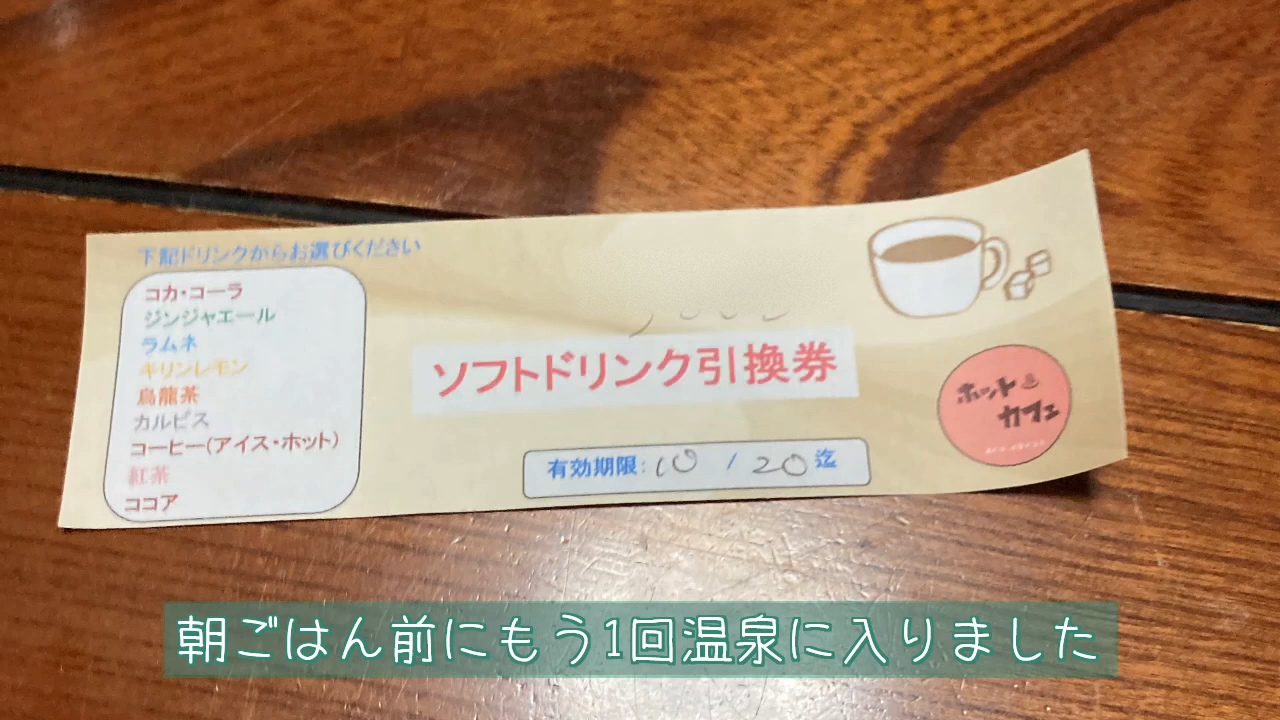 下記ドリンクからお選びください
コカ・コーラ
ジンジャエール
ラムネ
キリンレモン
烏龍茶
カルピス
コーヒー(アイス・ホット)
紅茶
ココア
ソフトドリンク引換券
有効期限:10/20迄
ホット
カフェ
朝ごはん前にもう1回温泉に入りました